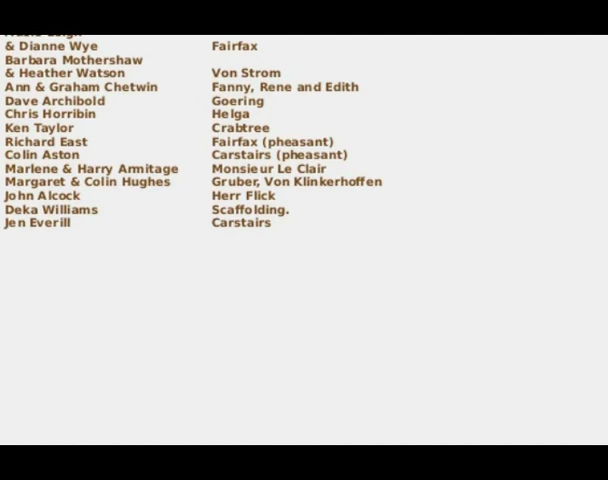 & Dianne Wye Fairfax
Barbara Mothershaw
& Heather Watson Von Strom
Ann & Graham Chetwin Fanny, Rene and Edith
Dave Archibold Goering
Chris Horribin Helga
Ken Taylor Crabtree
Richard East Fairfax (pheasant)
Colin Aston Carstairs (pheasant)
Marlene & Harry Armitage Monsieur Le Clair
Margaret & Colin Hughes Gruber, Von Klinkerhoffen
John Alcock Herr Flick
Deka Williams Scaffolding.
Jen Everill Carstairs